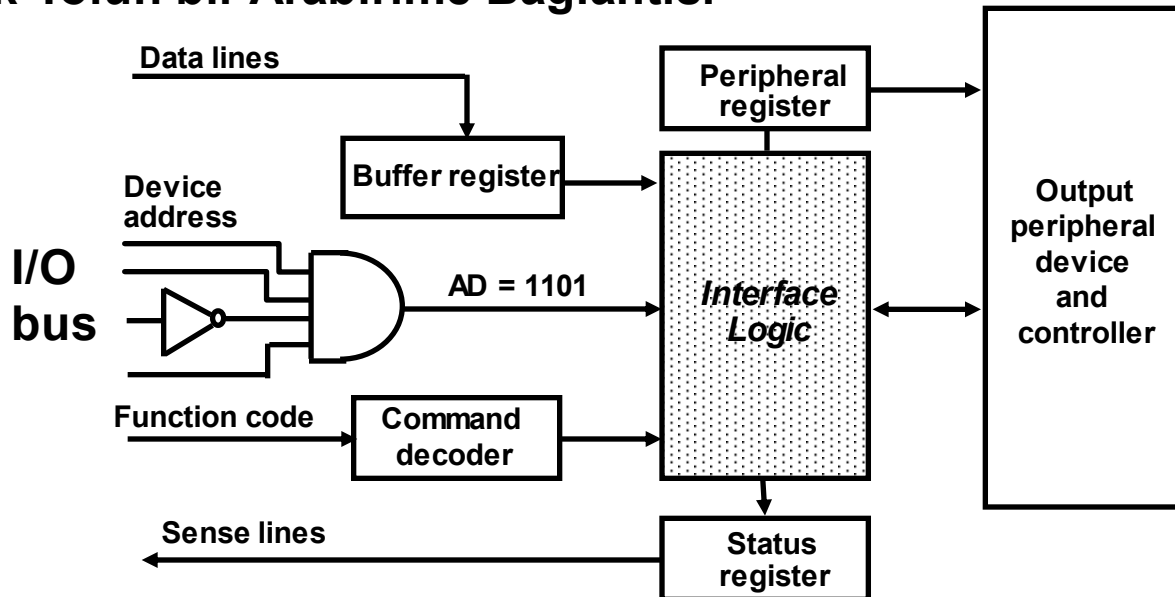 Bağlantısı
Data lines
Peripheral
register
Buffer register
Device
address
I/O
bus
AD = 1101
Interface
Logic
Output
peripheral
device
and
controller
Function code
Command
decoder
Sense lines
Status
register